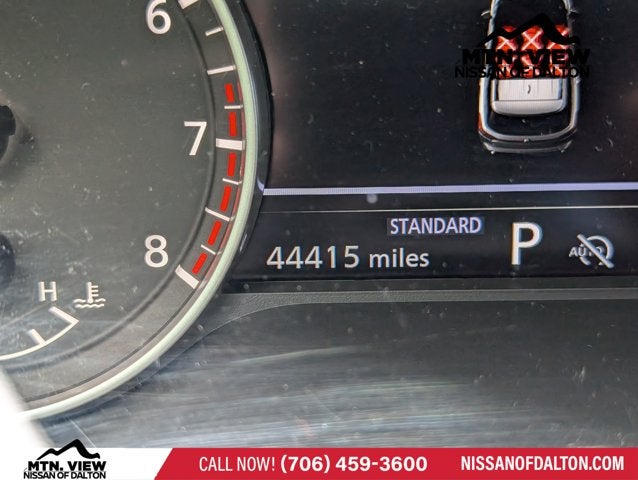 6
7
8
H
MTN. VIEW
NISSAN OF DALTON
STANDARD
44415 miles
P
AUTO
MTN. VIEW
NISSAN OF DALTON
CALL NOW! (706) 459-3600
NISSANOFDALTON.COM